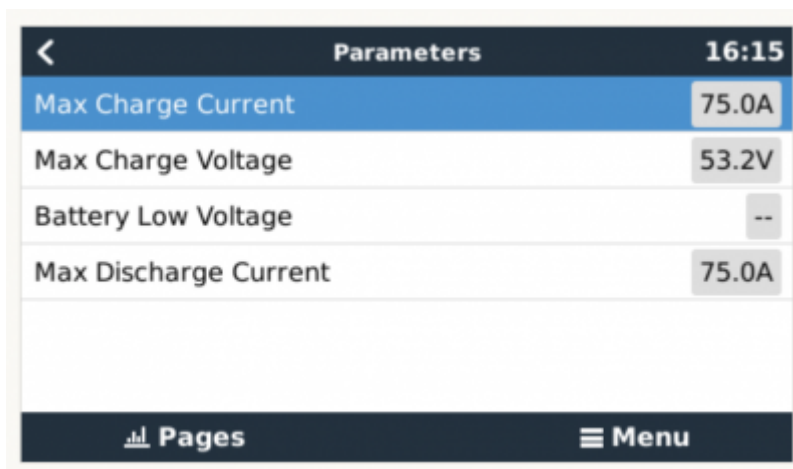 Parameters 16:15
Max Charge Current 75.0A
Max Charge Voltage 53.2V
Battery Low Voltage --
Max Discharge Current 75.0A
Pages Menu